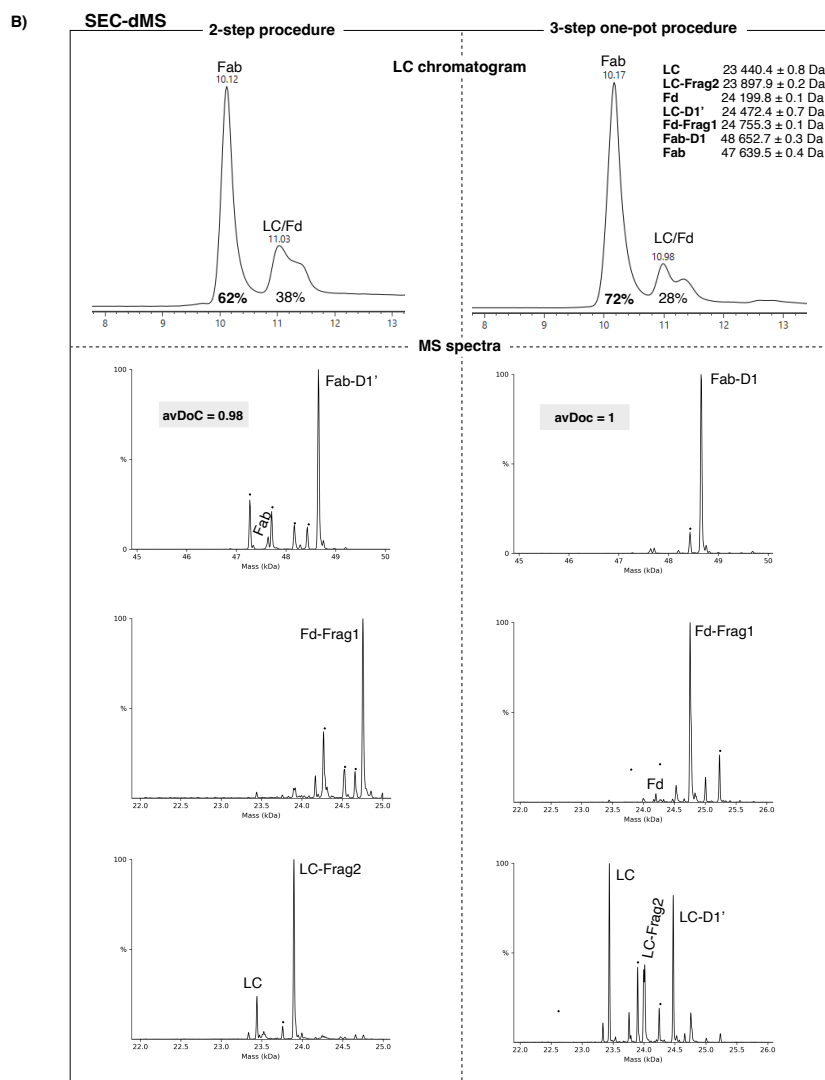 B)
SEC-dMS
2-step procedure
3-step one-pot procedure
LC chromatogram
Fab
10.12
LC/Fd
11.03
62%
38%
8 9 10 11 12 13
Fab
10.17
LC/Fd
10.98
72%
28%
8 9 10 11 12 13
LC 23 440.4 ± 0.8 Da
LC-Frag2 23 897.9 ± 0.2 Da
Fd 24 199.8 ± 0.1 Da
LC-D1' 24 472.4 ± 0.7 Da
Fd-Frag1 24 755.3 ± 0.1 Da
Fab-D1 48 652.7 ± 0.3 Da
Fab 47 639.5 ± 0.4 Da
MS spectra
100
%
0
Fab-D1’
avDoC = 0.98
Fab
45 46 47 48 49 50
Mass (kDa)
100
%
0
Fab-D1
avDoc = 1
45 46 47 48 49 50
Mass (kDa)
100
%
Fd-Frag1
22.0 22.5 23.0 23.5 24.0 24.5 25.0
Mass (kDa)
100
%
Fd-Frag1
Fd
22.0 22.5 23.0 23.5 24.0 24.5 25.0 25.5 26.0
Mass (kDa)
100
%
LC-Frag2
LC
22.0 22.5 23.0 23.5 24.0 24.5 25.0
Mass (kDa)
100
%
LC
LC-Frag2
LC-D1’
22.0 22.5 23.0 23.5 24.0 24.5 25.0 25.5 26.0
Mass (kDa)